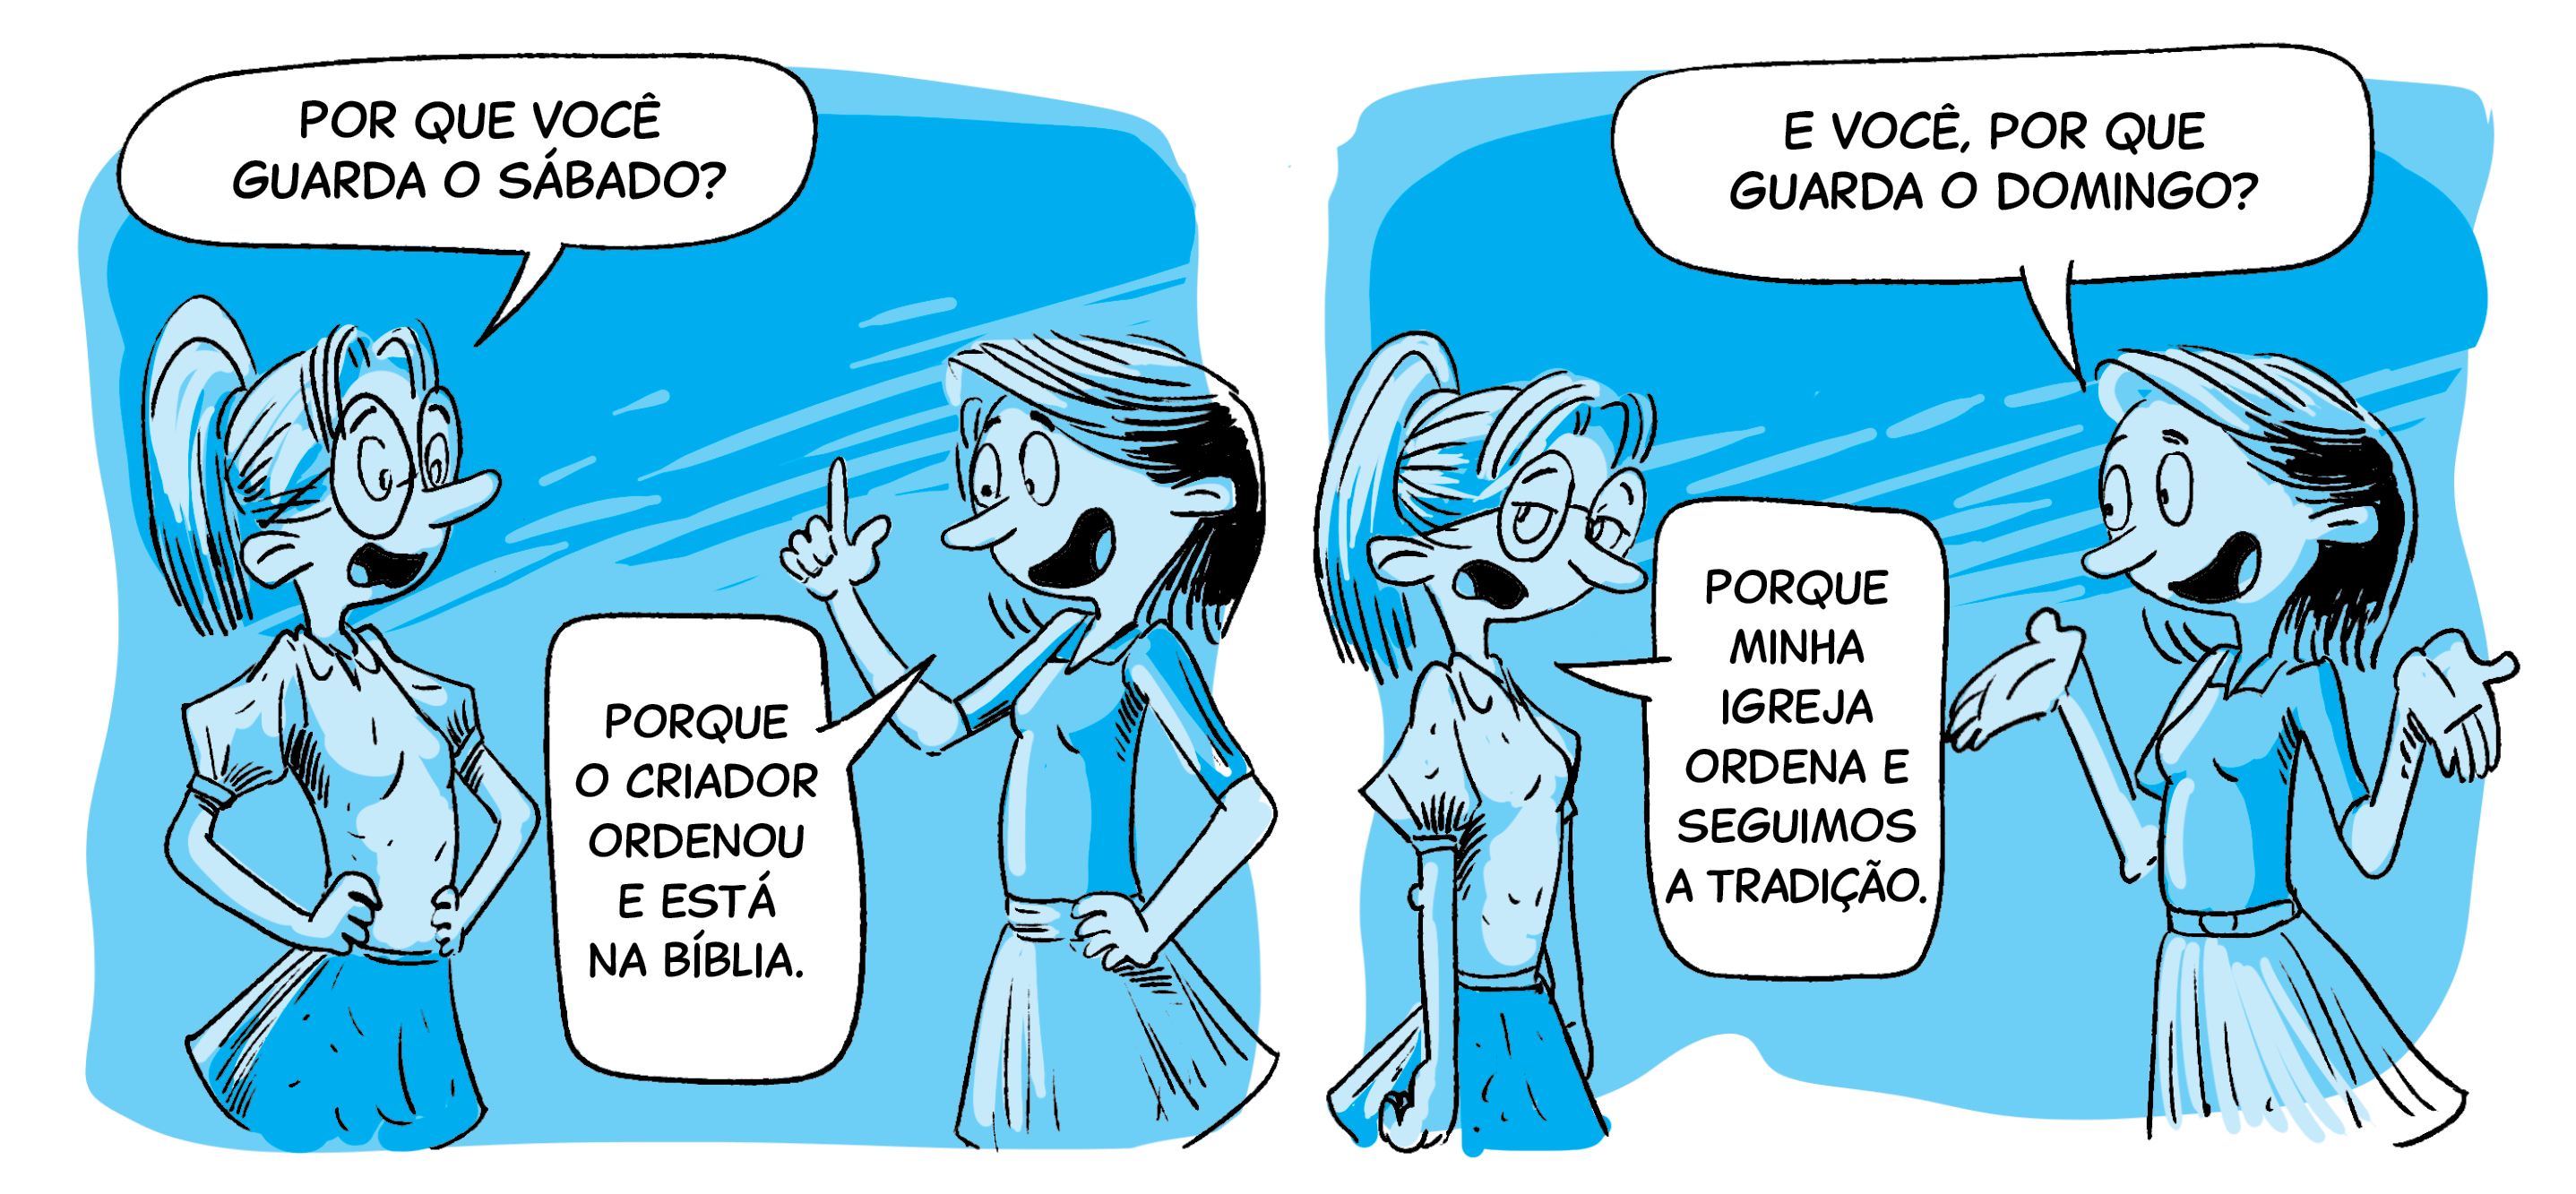 POR QUE VOCÊ
GUARDA O SÁBADO?
PORQUE
O CRIADOR
ORDENOU
E ESTÁ
NA BÍBLIA.
E VOCÊ, POR QUE
GUARDA O DOMINGO?
PORQUE
MINHA
IGREJA
ORDENA E
SEGUIMOS
A TRADIÇÃO.